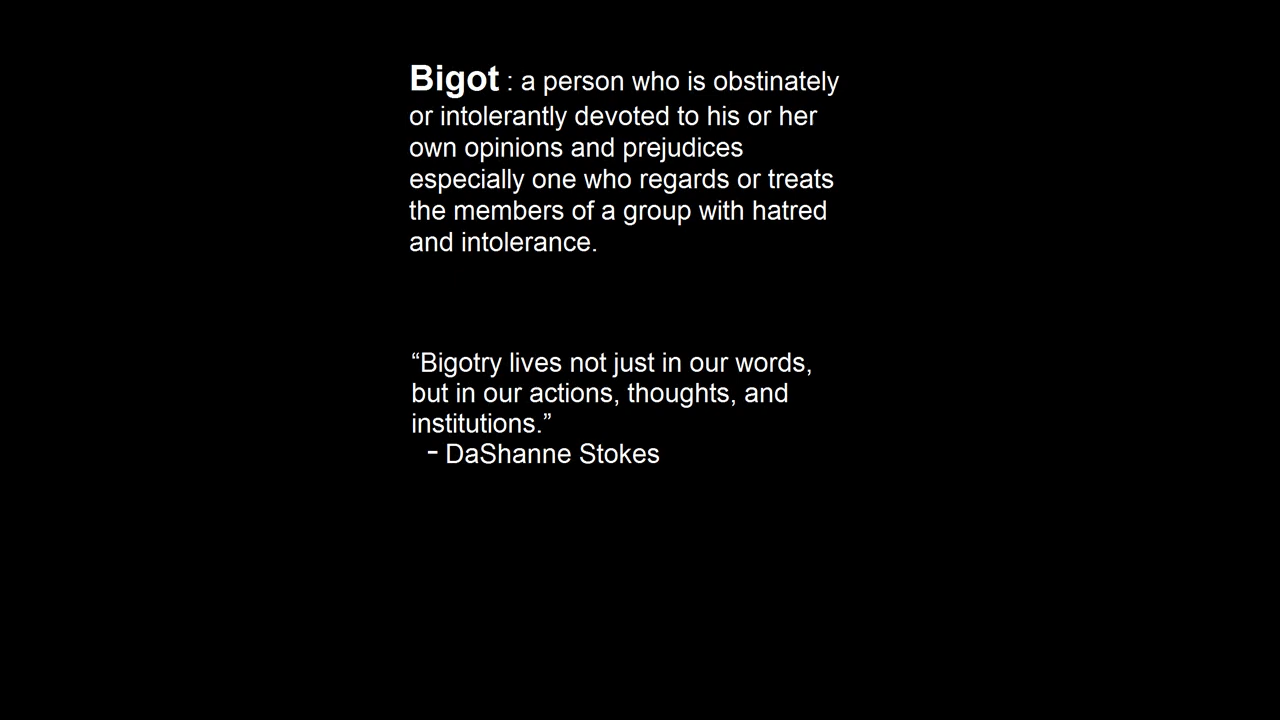 Bigot : a person who is obstinately
or intolerantly devoted to his or her
own opinions and prejudices
especially one who regards or treats
the members of a group with hatred
and intolerance.
“Bigotry lives not just in our words,
but in our actions, thoughts, and
institutions.”
- DaShanne Stokes